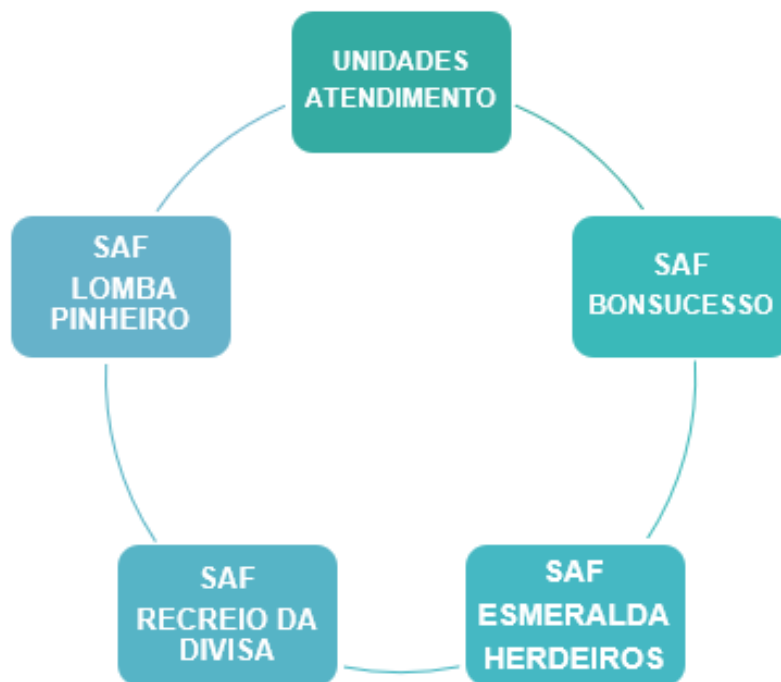 UNIDADES
ATENDIMENTO
SAF
LOMBA
PINHEIRO
SAF
BONSUCESSO
SAF
RECREIO DA
DIVISA
SAF
ESMERALDA
HERDEIROS